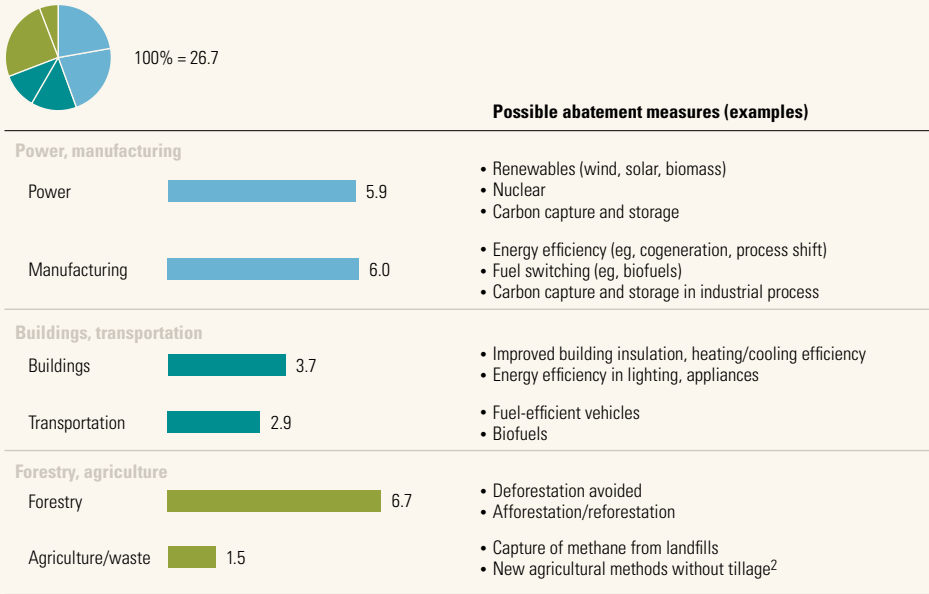 100% = 26.7
Possible abatement measures (examples)
Power, manufacturing
Power
5.9
• Renewables (wind, solar, biomass)
• Nuclear
• Carbon capture and storage
Manufacturing
6.0
• Energy efficiency (eg, cogeneration, process shift)
• Fuel switching (eg, biofuels)
• Carbon capture and storage in industrial process
Buildings, transportation
Buildings
3.7
• Improved building insulation, heating/cooling efficiency
• Energy efficiency in lighting, appliances
Transportation
2.9
• Fuel-efficient vehicles
• Biofuels
Forestry, agriculture
Forestry
6.7
• Deforestation avoided
• Afforestation/reforestation
Agriculture/waste
1.5
• Capture of methane from landfills
• New agricultural methods without tillage²